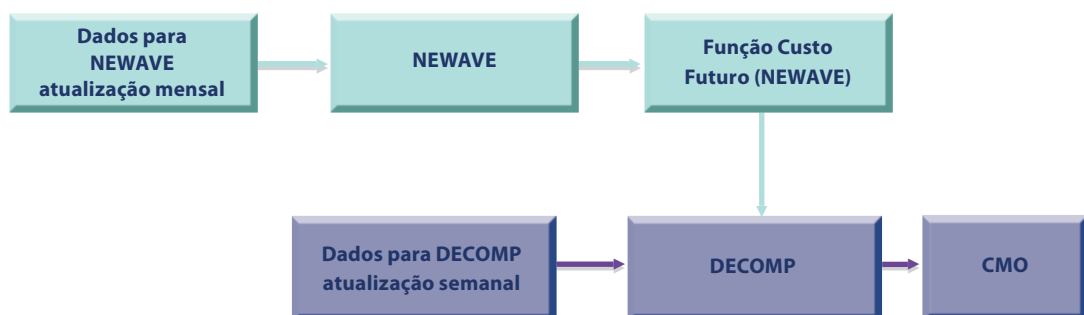 Dados para
NEWAVE
atualização mensal
NEWAVE
Função Custo
Futuro (NEWAVE)
Dados para DECOMP
atualização semanal
DECOMP
CMO